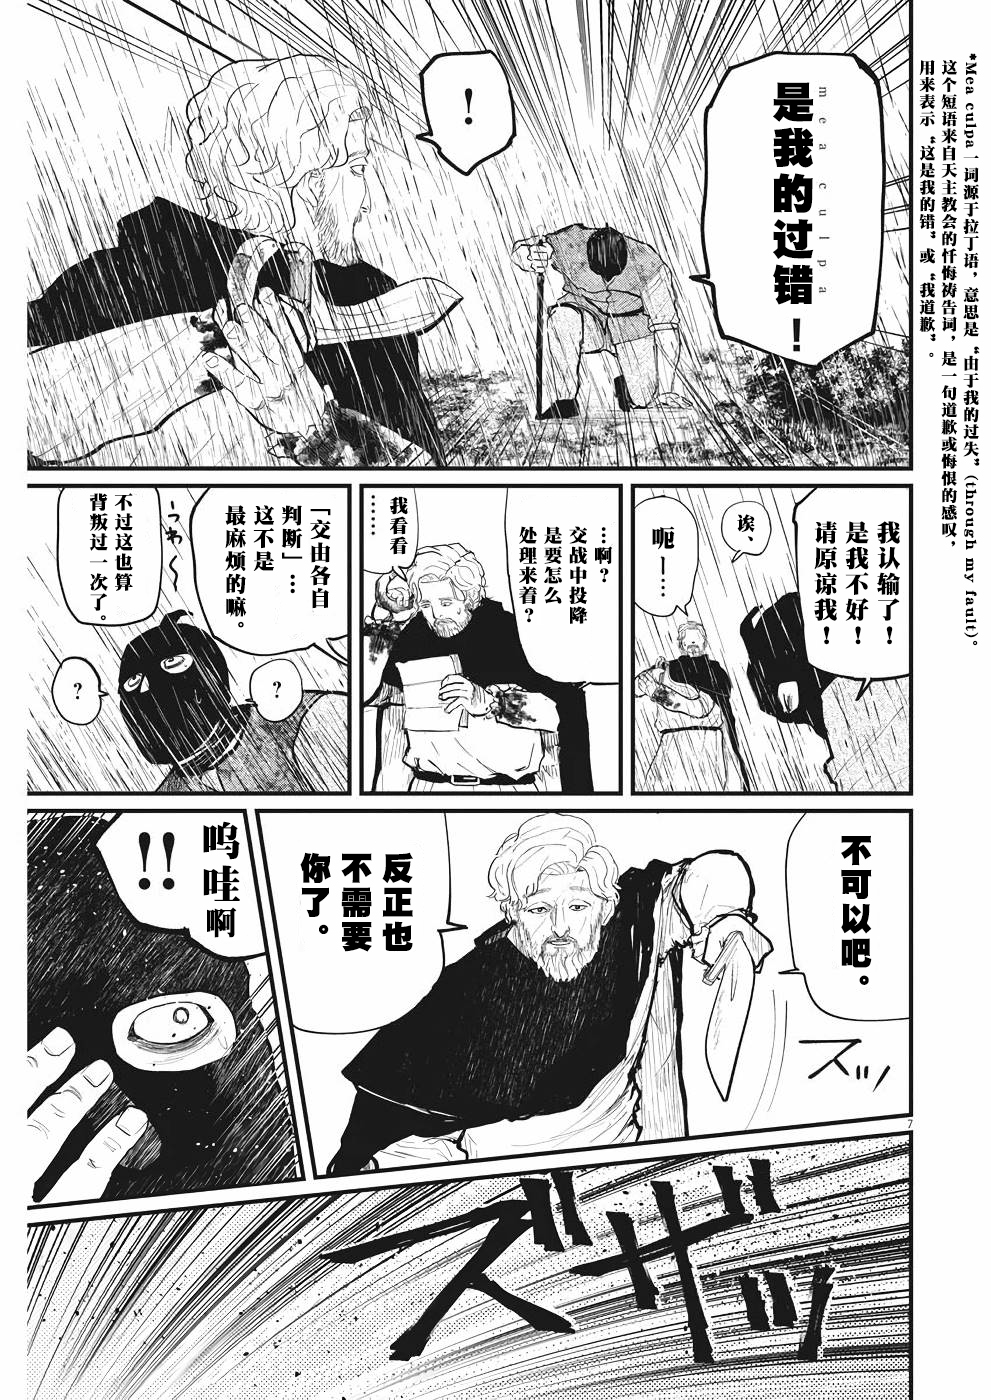 *Mea culpa一词源于拉丁语，意思是“由于我的过失”(through my fault)。
这个短语来自天主教会的忏悔祷告词，是一句道歉或悔恨的感叹，
用来表示“这是我的错”或“我道歉”。
mea culpa
是我的过错！
！
我认输了！
是我不好！
请原谅我！
诶、
呃—…
…啊？
交战中投降
是要怎么
处理来着？
我看看
……
「交由各自
判断」…
这不是
最麻烦的嘛。
うわ〜
不过这也算
背叛过一次了。
？
？
不可以吧。
反正也
不需要
你了。
ズッ
呜哇啊
！！
ズザッ
7